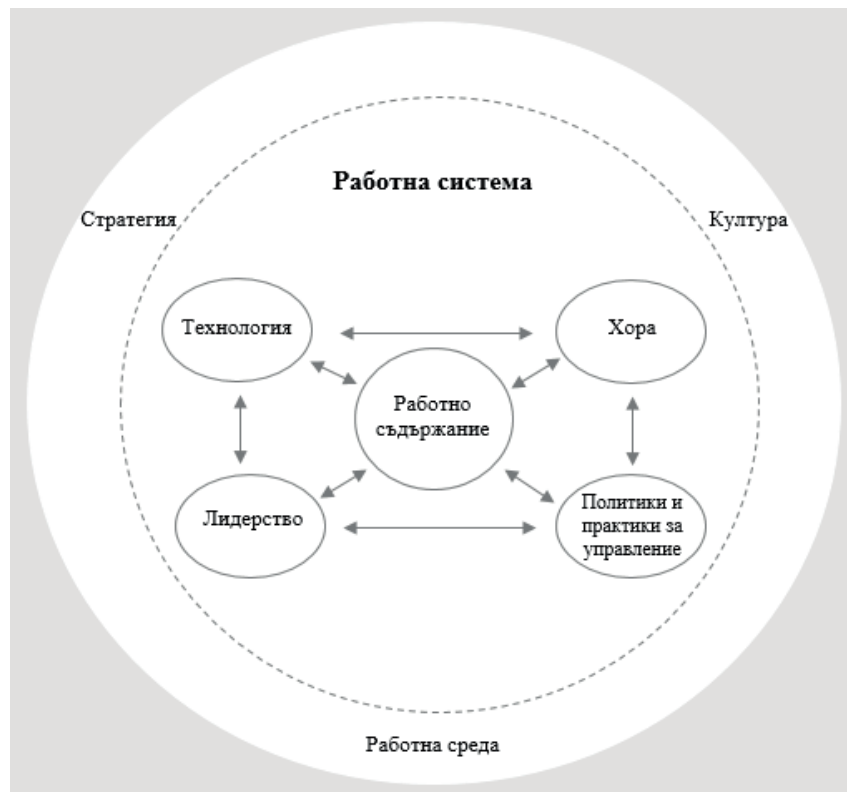 Работна система
Стратегия
Култура
Технология
Хора
Работно
съдържание
Лидерство
Политики и
практики за
управление
Работна среда